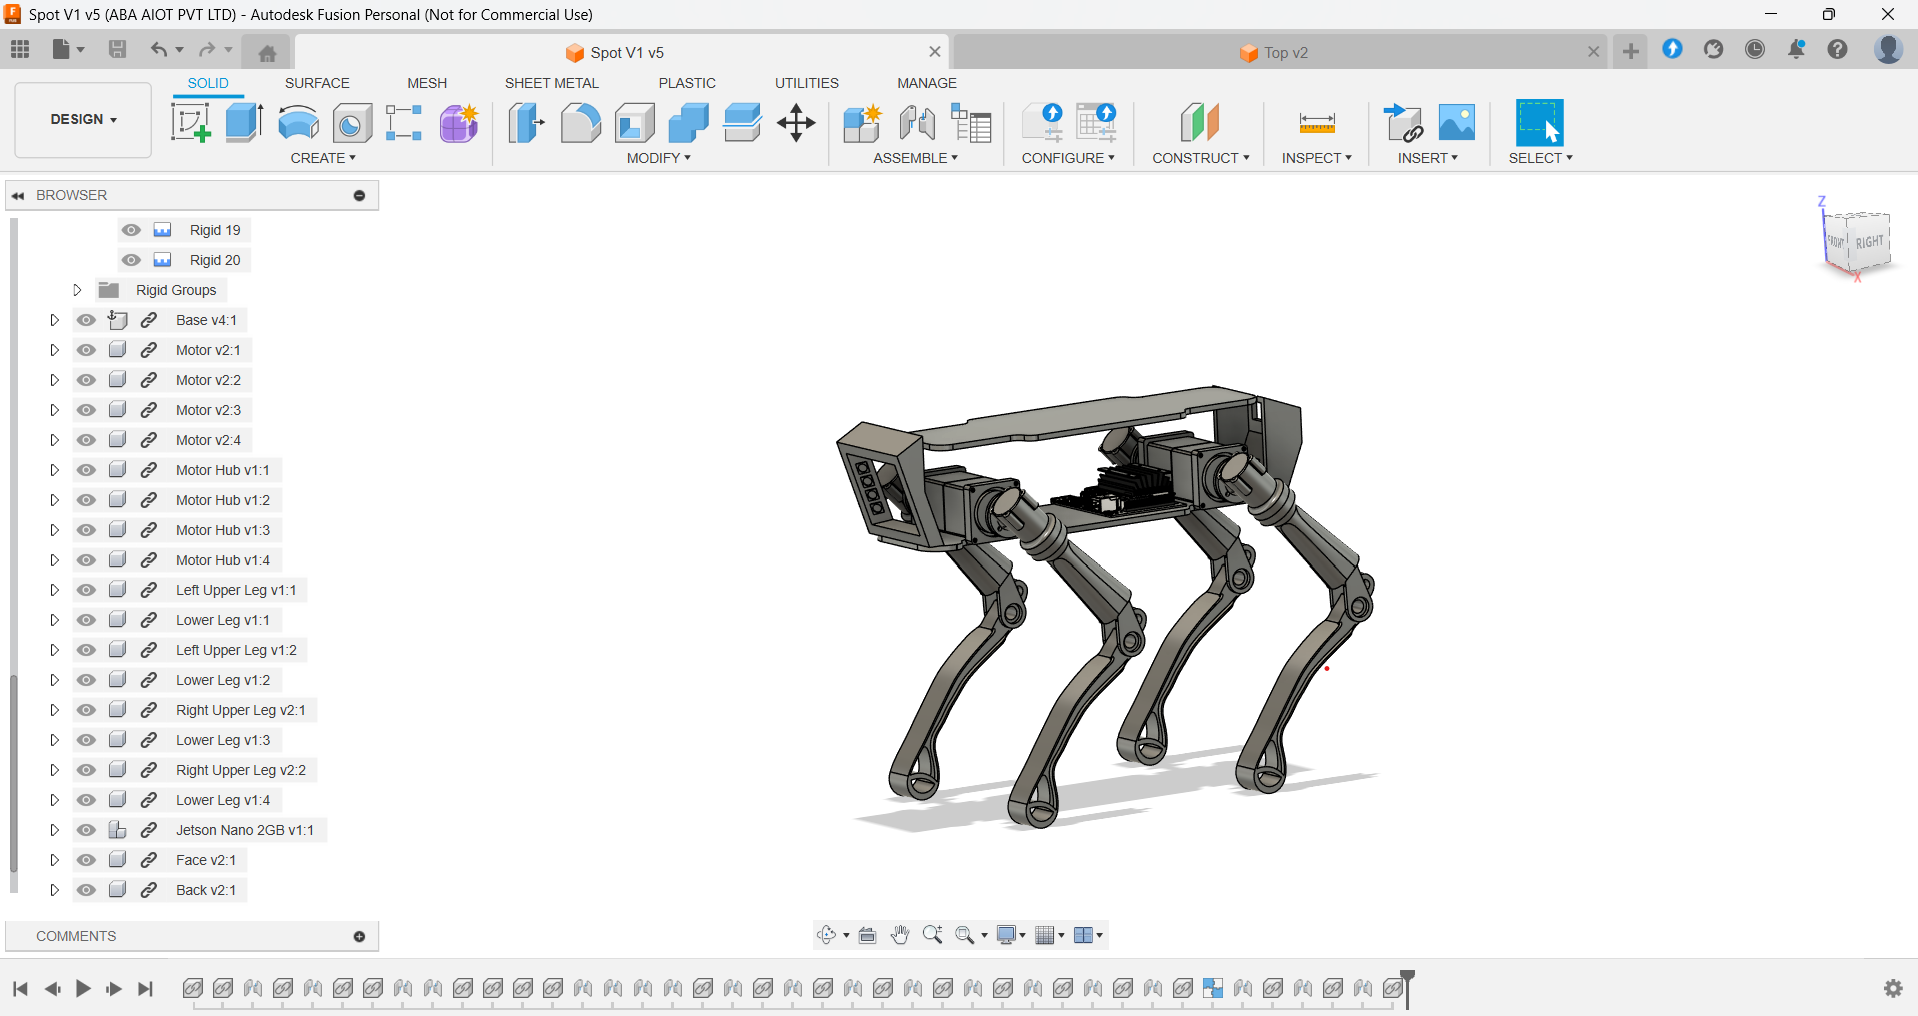 Spot V1 v5 (ABA AIOT PVT LTD) - Autodesk Fusion Personal (Not for Commercial Use)
Spot V1 v5
Top v2
SOLID SURFACE MESH SHEET METAL PLASTIC UTILITIES MANAGE
DESIGN
CREATE MODIFY ASSEMBLE CONFIGURE CONSTRUCT INSPECT INSERT SELECT
BROWSER
Rigid 19
Rigid 20
Rigid Groups
Base v4:1
Motor v2:1
Motor v2:2
Motor v2:3
Motor v2:4
Motor Hub v1:1
Motor Hub v1:2
Motor Hub v1:3
Motor Hub v1:4
Left Upper Leg v1:1
Lower Leg v1:1
Left Upper Leg v1:2
Lower Leg v1:2
Right Upper Leg v2:1
Lower Leg v1:3
Right Upper Leg v2:2
Lower Leg v1:4
Jetson Nano 2GB v1:1
Face v2:1
Back v2:1
COMMENTS
Z
FRONT RIGHT
X